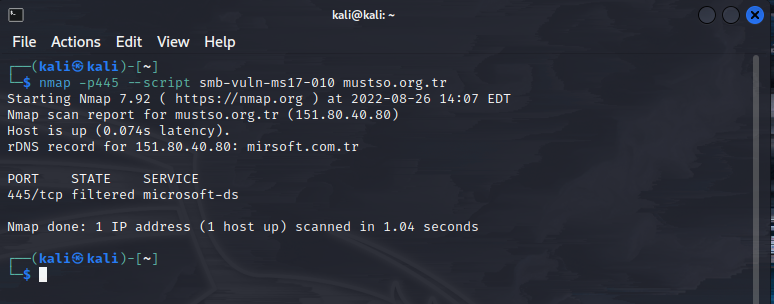 kali@kali: ~
File Actions Edit View Help
┌──(kali㉿kali)-[~]
└─$ nmap -p445 --script smb-vuln-ms17-010 mustso.org.tr
Starting Nmap 7.92 ( https://nmap.org ) at 2022-08-26 14:07 EDT
Nmap scan report for mustso.org.tr (151.80.40.80)
Host is up (0.074s latency).
rDNS record for 151.80.40.80: mirsoft.com.tr
PORT    STATE    SERVICE
445/tcp filtered microsoft-ds
Nmap done: 1 IP address (1 host up) scanned in 1.04 seconds
┌──(kali㉿kali)-[~]
└─$